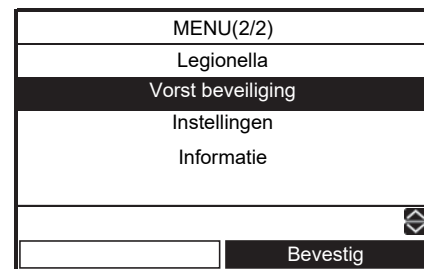 MENU(2/2)
Legionella
Vorst beveiliging
Instellingen
Informatie
Bevestig